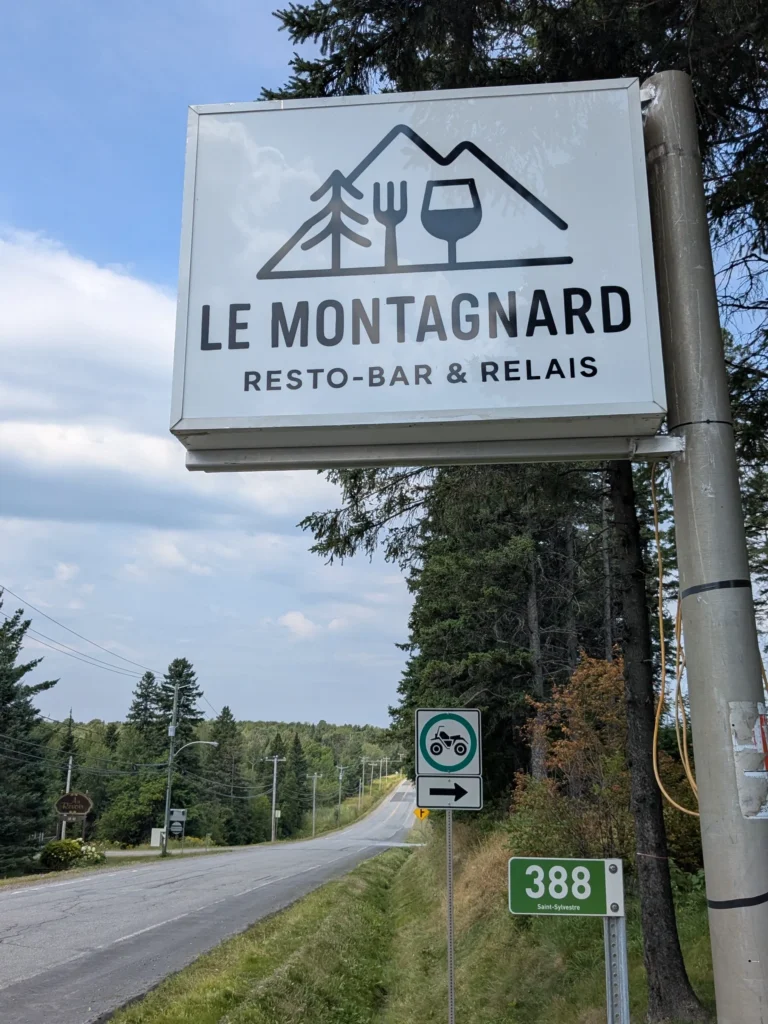 LE MONTAGNARD
RESTO-BAR & RELAIS
388
Saint-Sylvestre